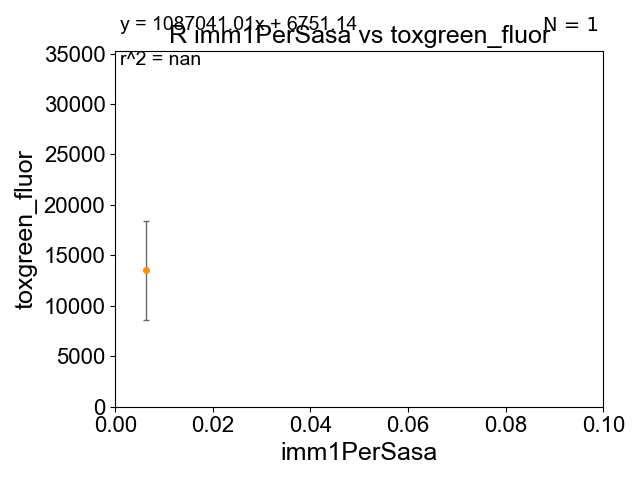 y = 1087041.01x + 6751.14
N = 1
R imm1PerSasa vs toxgreen_fluor
r^2 = nan
35000
30000
25000
20000
15000
10000
5000
0
toxgreen_fluor
0.00 0.02 0.04 0.06 0.08 0.10
imm1PerSasa